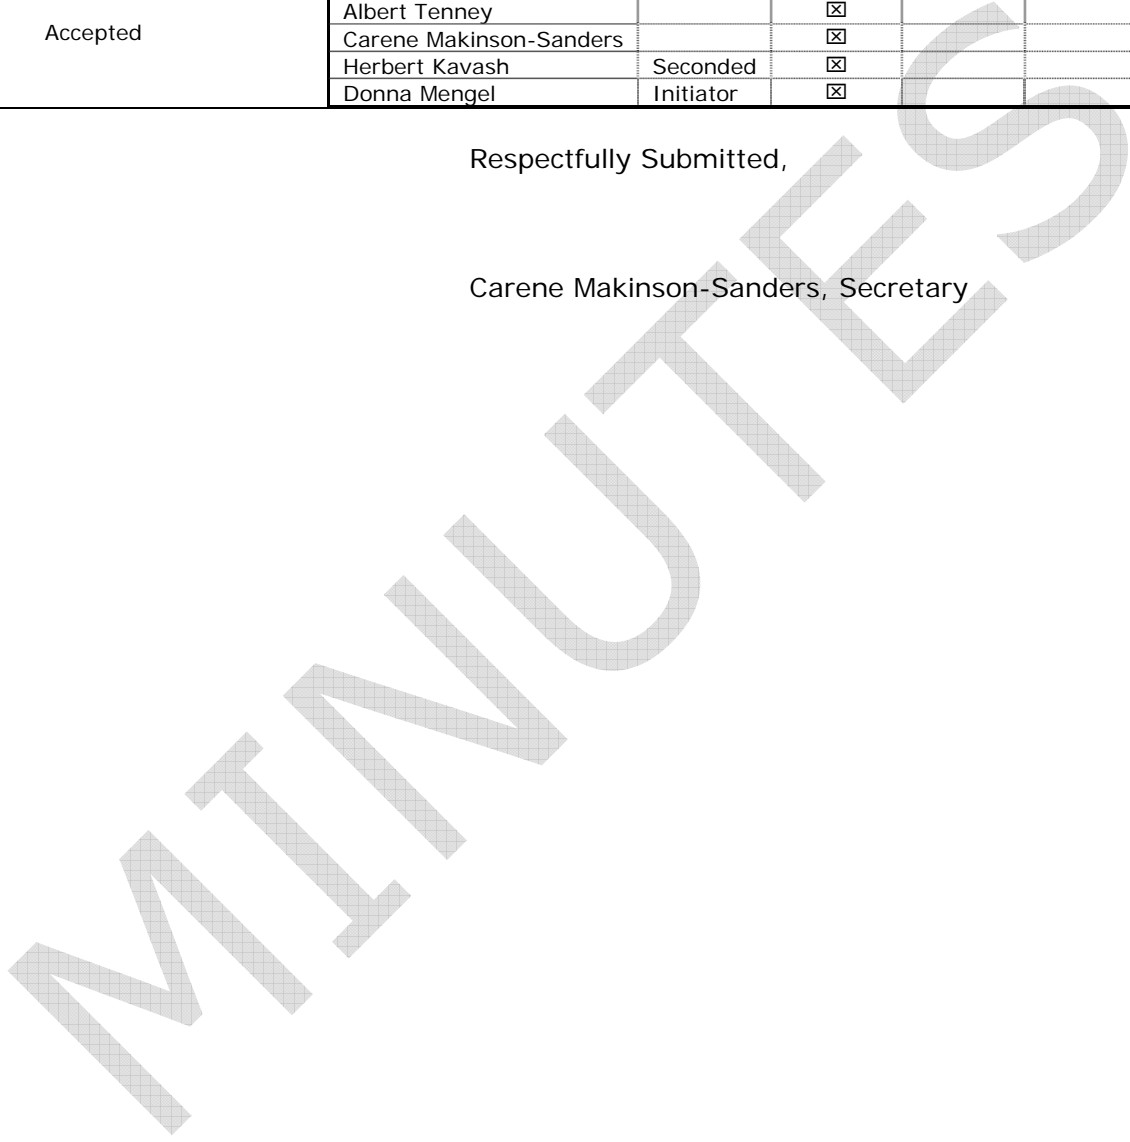 Albert Tenney ☒
Accepted
Carene Makinson-Sanders ☒
Herbert Kavash Seconded ☒
Donna Mengel Initiator ☒
Respectfully Submitted,
Carene Makinson-Sanders, Secretary
MINUTES